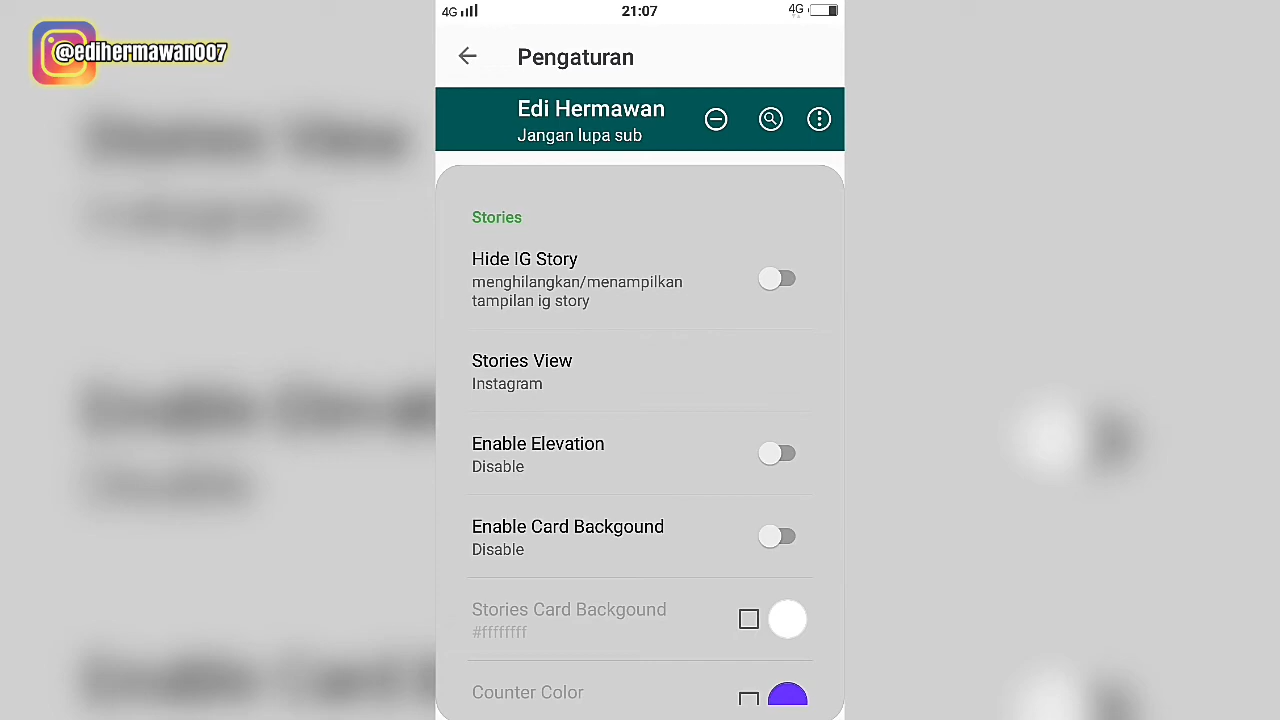 @edihermawan007
4G 21:07 4G
Pengaturan
Edi Hermawan
Jangan lupa sub
Stories
Hide IG Story
menghilangkan/menampilkan
tampilan ig story
Stories View
Instagram
Enable Elevation
Disable
Enable Card Backgound
Disable
Stories Card Backgound
#ffffffff
Counter Color